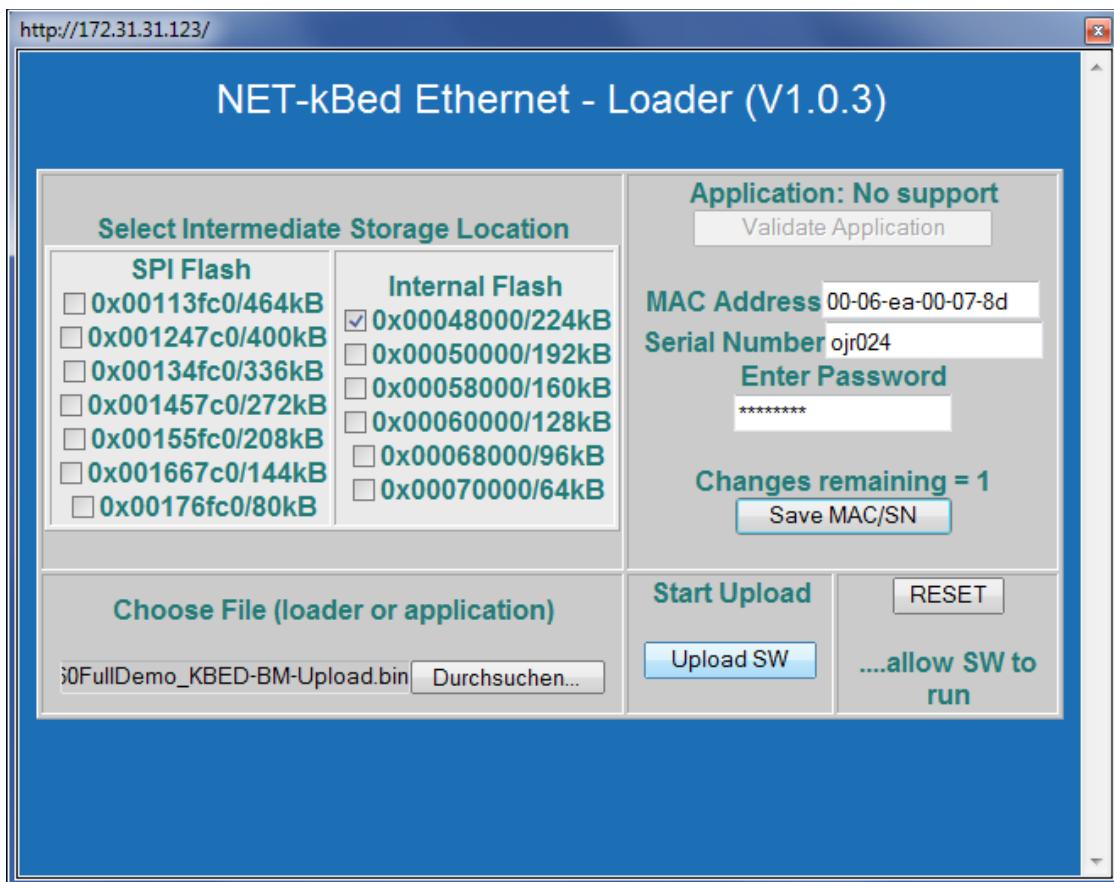 http://172.31.31.123/
NET-kBed Ethernet - Loader (V1.0.3)
Select Intermediate Storage Location
SPI Flash
0x00113fc0/464kB
0x001247c0/400kB
0x00134fc0/336kB
0x001457c0/272kB
0x00155fc0/208kB
0x001667c0/144kB
0x00176fc0/80kB
Internal Flash
0x00048000/224kB
0x00050000/192kB
0x00058000/160kB
0x00060000/128kB
0x00068000/96kB
0x00070000/64kB
Application: No support
Validate Application
MAC Address 00-06-ea-00-07-8d
Serial Number ojr024
Enter Password
********
Changes remaining = 1
Save MAC/SN
Choose File (loader or application)
60FullDemo_KBED-BM-Upload.bin Durchsuchen...
Start Upload
Upload SW
RESET
....allow SW to
run